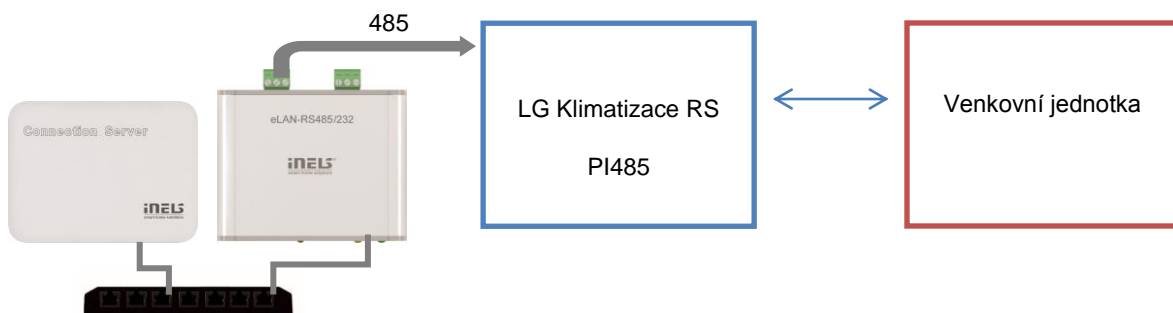 485
Connection Server
iNELS
eLAN-RS485/232
iNELS
LG Klimatizace RS
PI485
Venkovní jednotka